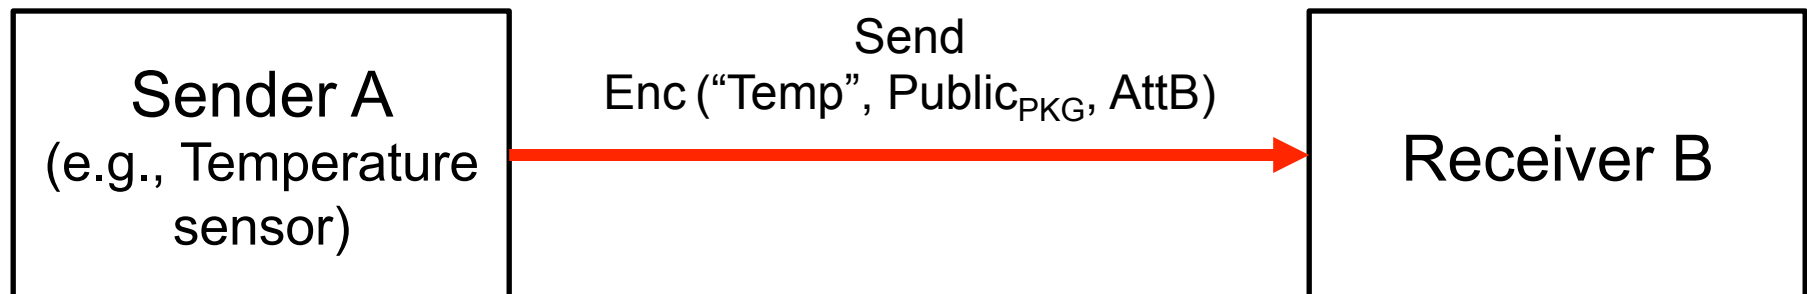 Sender A
(e.g., Temperature
sensor)
Send
Enc (“Temp”, PublicPKG, AttB)
Receiver B